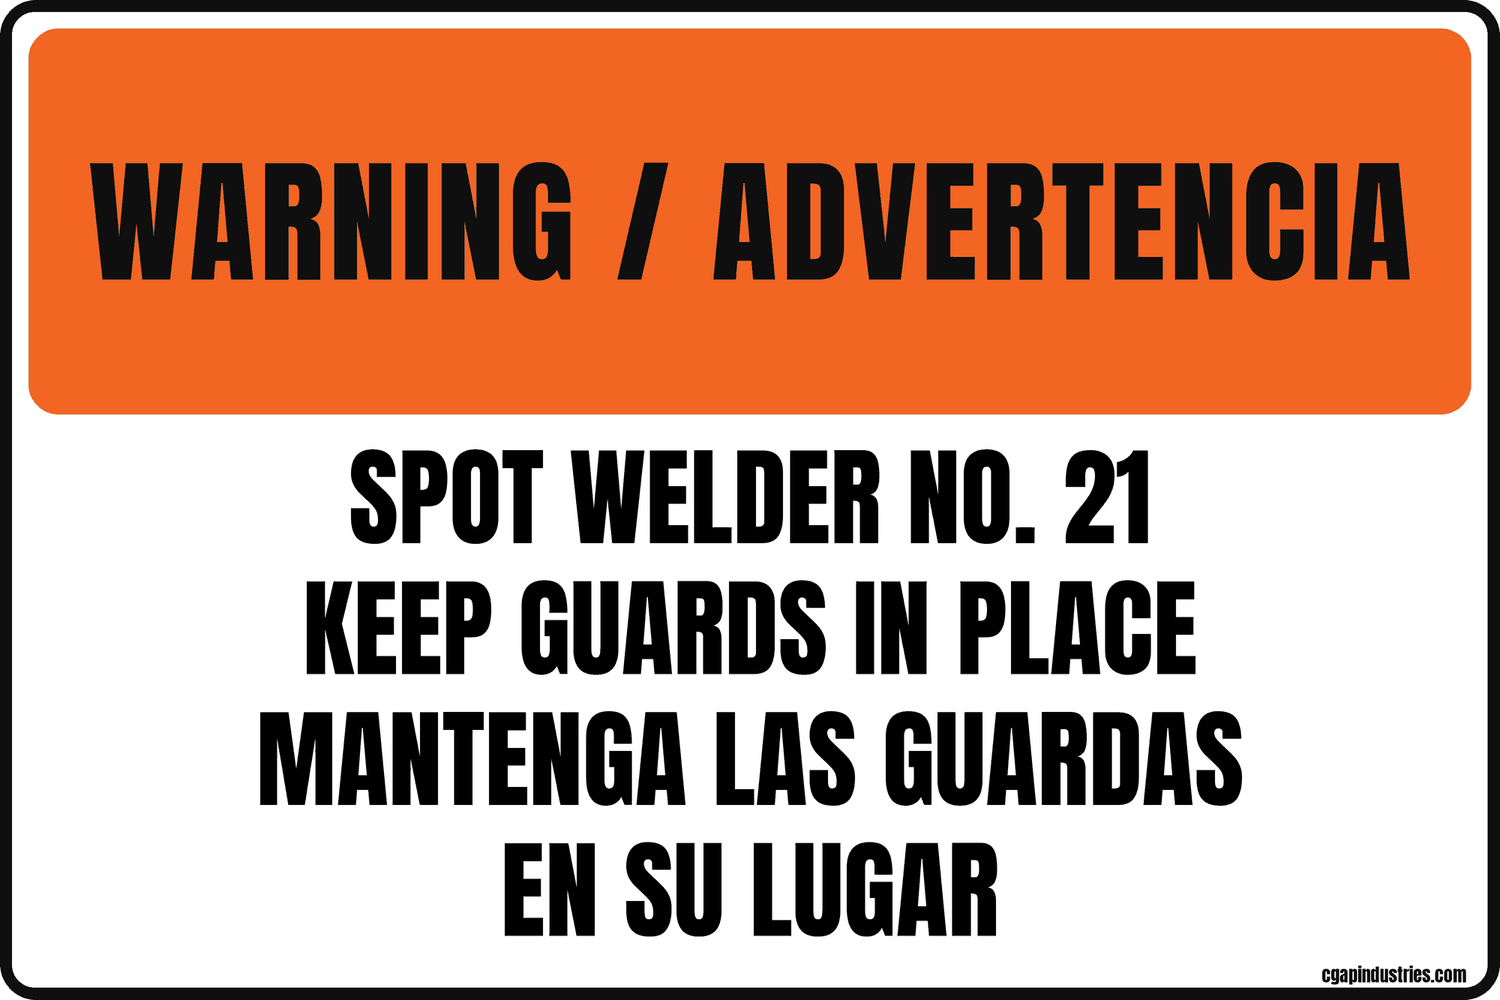 WARNING / ADVERTENCIA
SPOT WELDER NO. 21
KEEP GUARDS IN PLACE
MANTENGA LAS GUARDAS
EN SU LUGAR
cgapindustries.com